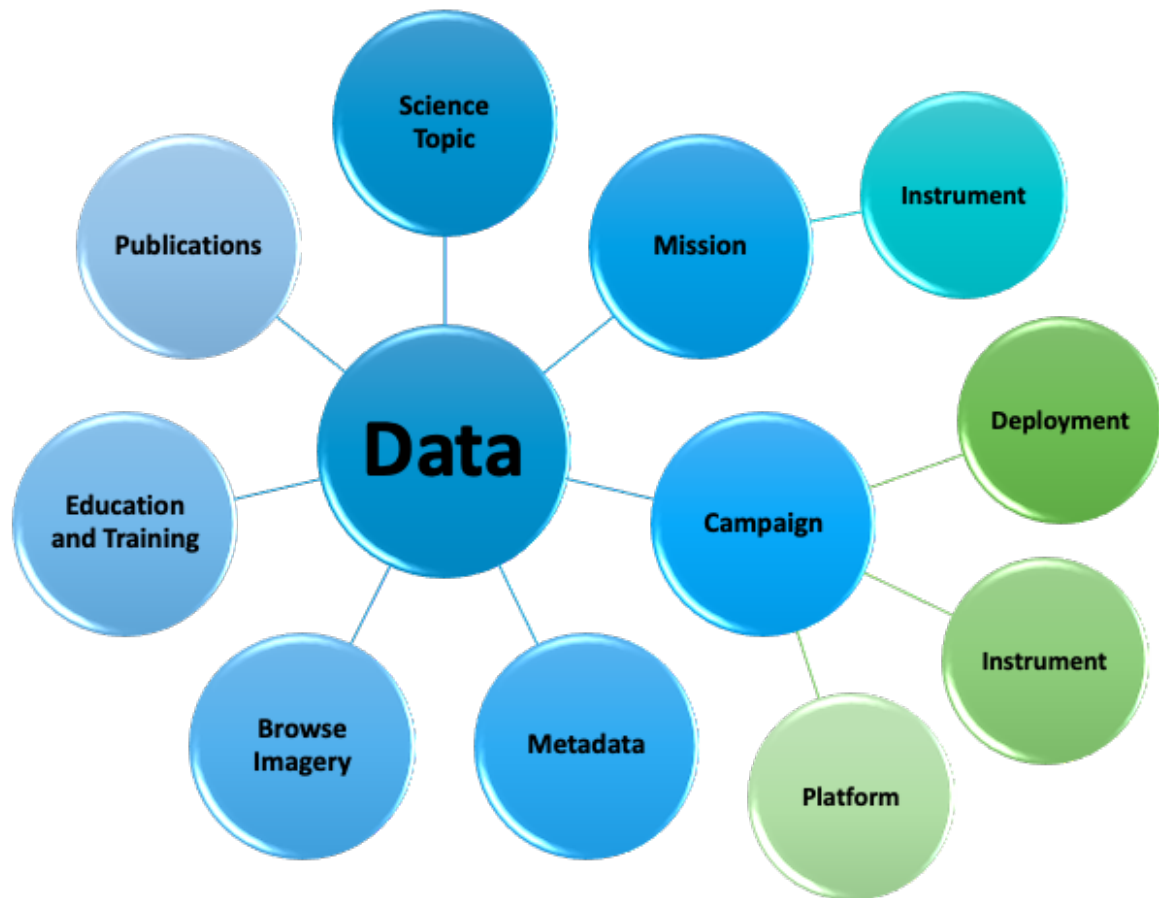 Science
Topic
Publications
Mission
Instrument
Data
Deployment
Education
and Training
Campaign
Instrument
Browse
Imagery
Metadata
Platform